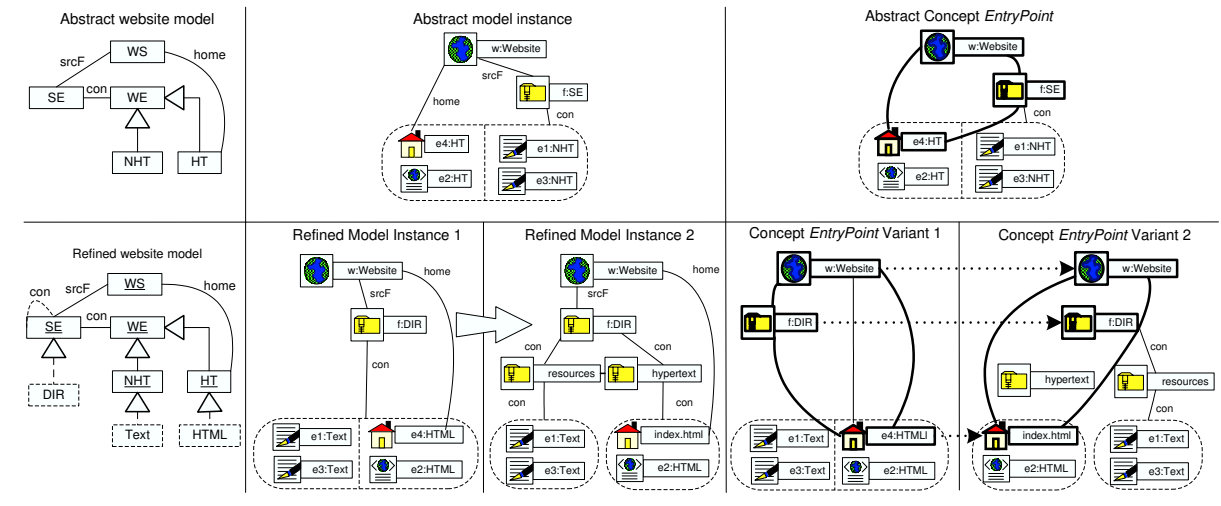 Abstract website model
WS
srcF
home
SE
con
WE
NHT
HT
Abstract model instance
w:Website
srcF
home
f:SE
con
e4:HT
e1:NHT
e2:HT
e3:NHT
Abstract Concept EntryPoint
w:Website
f:SE
con
e4:HT
e1:NHT
e2:HT
e3:NHT
Refined website model
con
srcF
WS
home
SE
con
WE
NHT
HT
DIR
Text
HTML
Refined Model Instance 1
w:Website
home
srcF
f:DIR
con
e1:Text
e4:HTML
e3:Text
e2:HTML
Refined Model Instance 2
w:Website
home
srcF
f:DIR
con
con
resources
hypertext
con
con
e1:Text
index.html
e3:Text
e2:HTML
Concept EntryPoint Variant 1
w:Website
f:DIR
e1:Text
e4:HTMLI
e3:Text
e2:HTML
Concept EntryPoint Variant 2
w:Website
f:DIR
con
hypertext
resources
con
index.html
e1:Text
e2:HTML
e3:Text